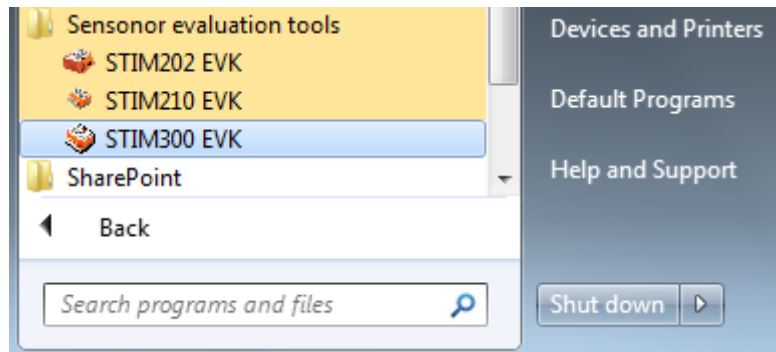 Sensonor evaluation tools
STIM202 EVK
STIM210 EVK
STIM300 EVK
SharePoint
Back
Search programs and files
Devices and Printers
Default Programs
Help and Support
Shut down